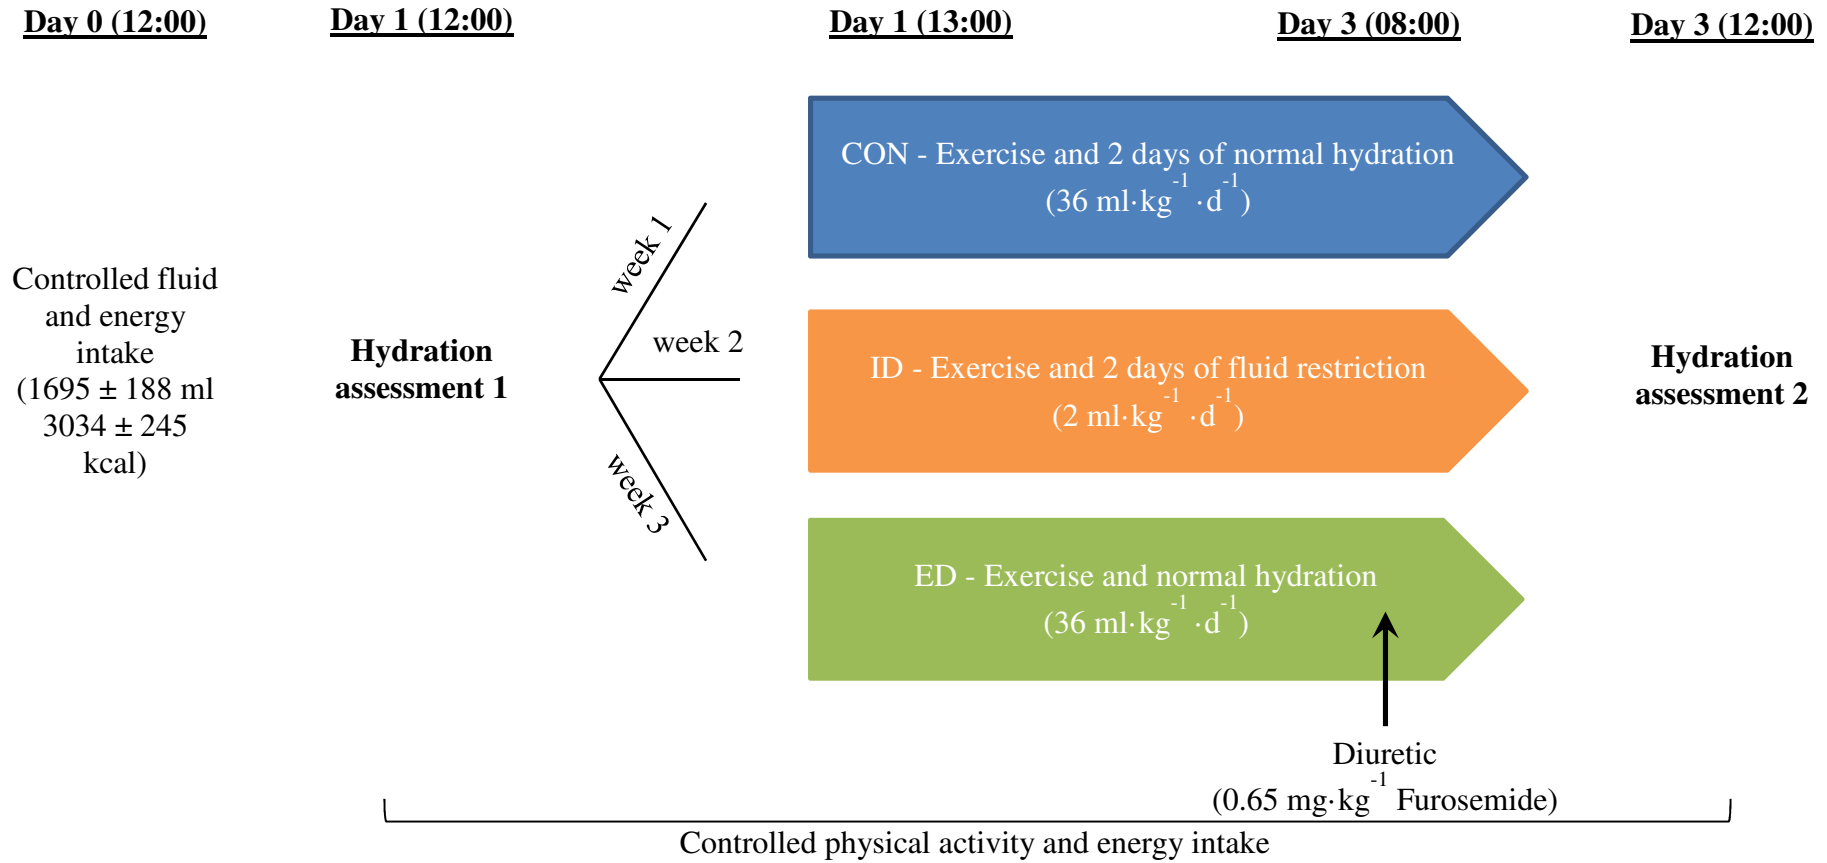 Day 0 (12:00)
Day 1 (12:00)
Day 1 (13:00)
Day 3 (08:00)
Day 3 (12:00)
Controlled fluid
and energy
intake
(1695 ± 188 ml
3034 ± 245
kcal)
Hydration
assessment 1
week 1
week 2
week 3
CON - Exercise and 2 days of normal hydration
(36 ml·kg⁻¹·d⁻¹)
ID - Exercise and 2 days of fluid restriction
(2 ml·kg⁻¹·d⁻¹)
ED - Exercise and normal hydration
(36 ml·kg⁻¹·d⁻¹)
Hydration
assessment 2
Diuretic
(0.65 mg·kg⁻¹ Furosemide)
Controlled physical activity and energy intake